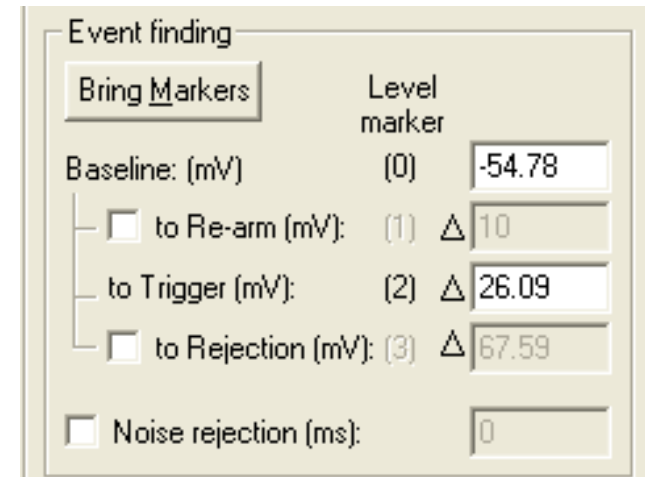 Event finding
Bring Markers
Level
marker
Baseline: (mV) (0) -54.78
to Re-arm (mV): (1) Δ 10
to Trigger (mV): (2) Δ 26.09
to Rejection (mV): (3) Δ 67.59
Noise rejection (ms): 0